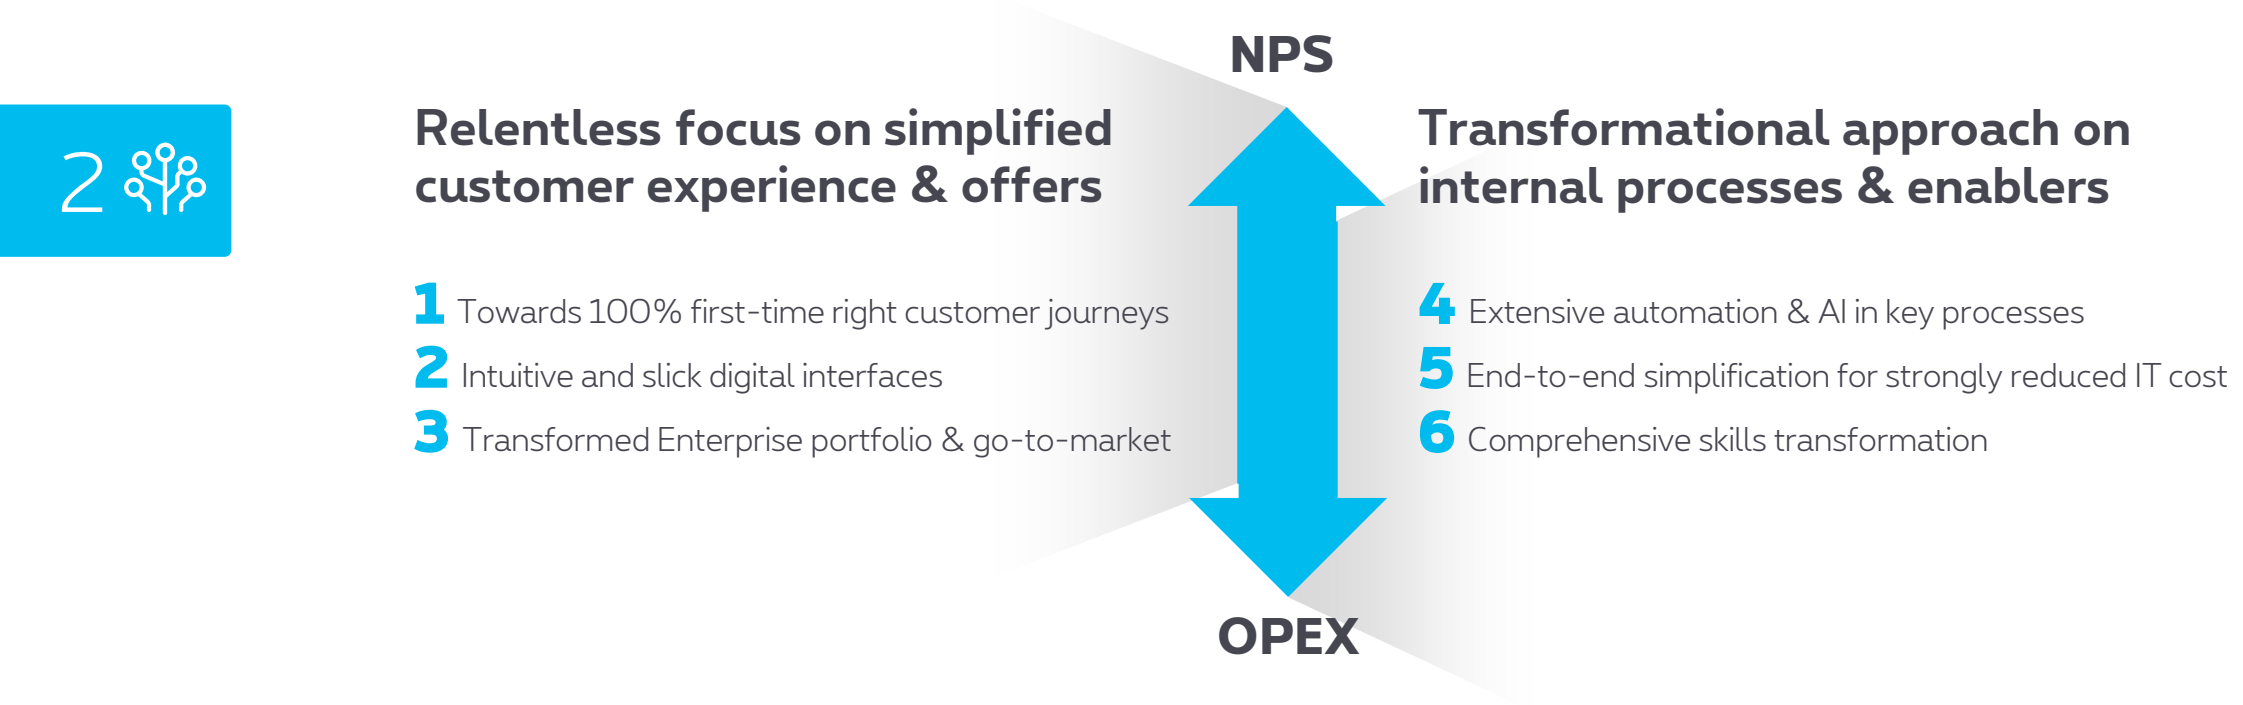 2
NPS
Relentless focus on simplified
customer experience & offers
1 Towards 100% first-time right customer journeys
2 Intuitive and slick digital interfaces
3 Transformed Enterprise portfolio & go-to-market
Transformational approach on
internal processes & enablers
4 Extensive automation & AI in key processes
5 End-to-end simplification for strongly reduced IT cost
6 Comprehensive skills transformation
OPEX